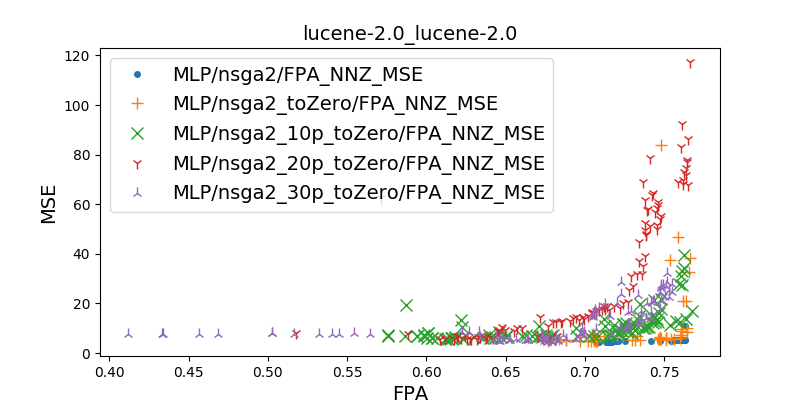 lucene-2.0_lucene-2.0
120
100
80
60
40
20
0
MSE
MLP/nsga2/FPA_NNZ_MSE
MLP/nsga2_toZero/FPA_NNZ_MSE
MLP/nsga2_10p_toZero/FPA_NNZ_MSE
MLP/nsga2_20p_toZero/FPA_NNZ_MSE
MLP/nsga2_30p_toZero/FPA_NNZ_MSE
0.40 0.45 0.50 0.55 0.60 0.65 0.70 0.75
FPA